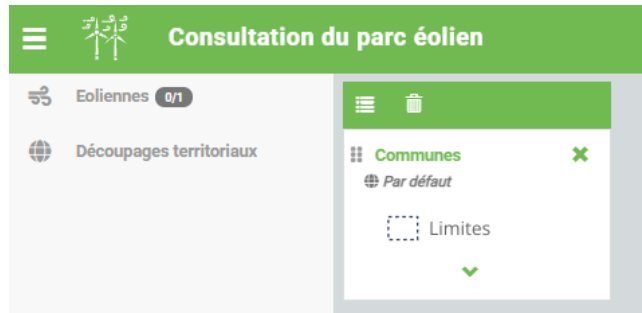 Consultation du parc éolien
Eoliennes 0/1
Découpages territoriaux
Communes
Par défaut
Limites